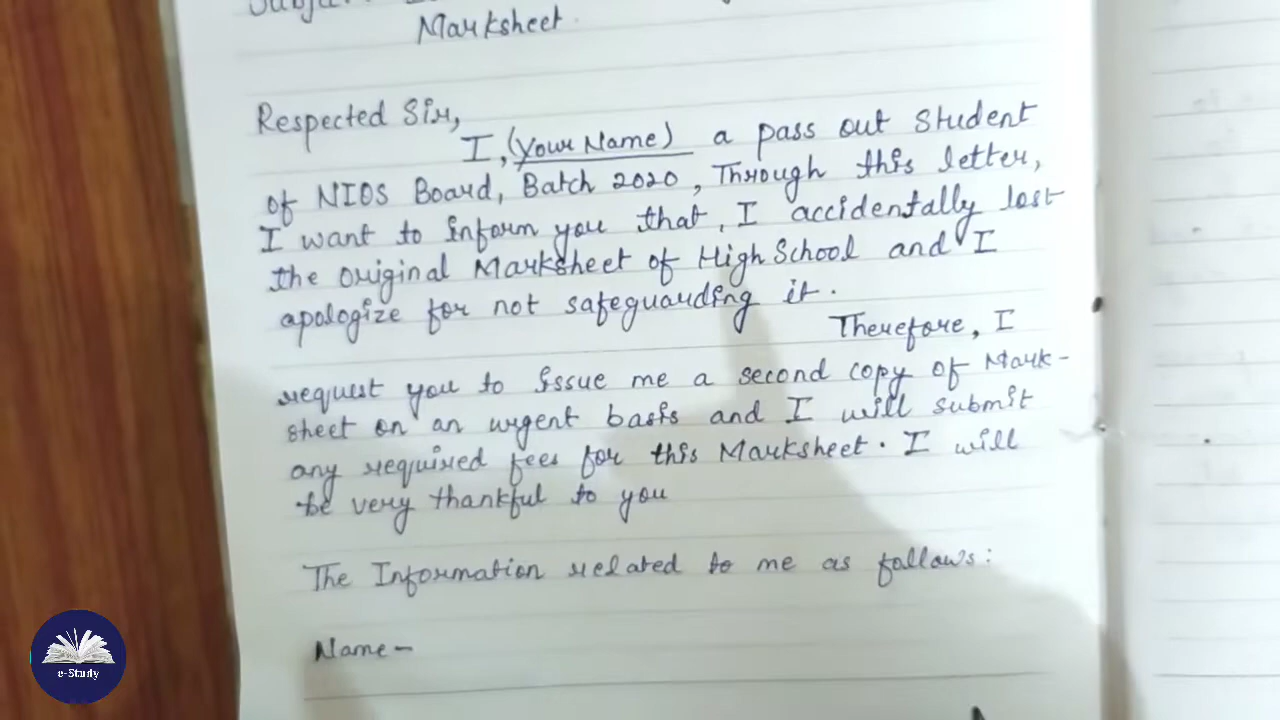 Subject
Marksheet.
Respected Sir,
I, (Your Name) a pass out Student
of NIOS Board, Batch 2020, Through this letter,
I want to inform you that, I accidentally lost
the original Marksheet of High School and I
apologize for not safeguarding it.
Therefore, I
request you to issue me a second copy of Mark-
sheet on an urgent basis and I will submit
any required fees for this Marksheet. I will
be very thankful to you
The Information related to me as follows:
Name-
e-Study